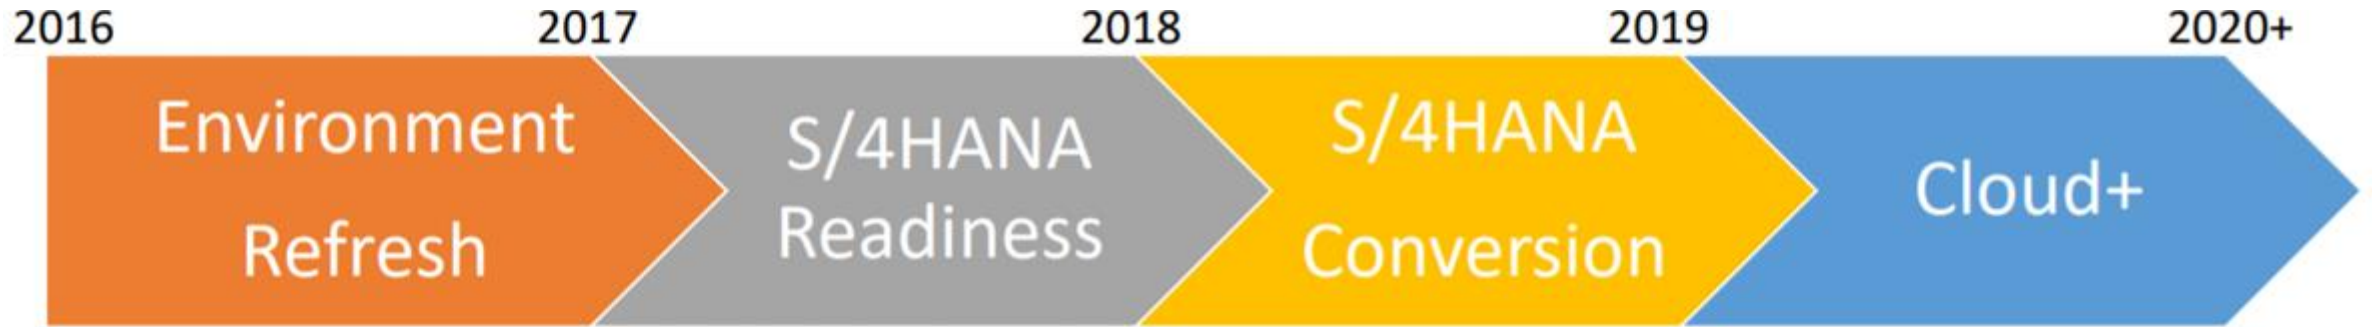 2016 2017 2018 2019 2020+
Environment
Refresh
S/4HANA
Readiness
S/4HANA
Conversion
Cloud+